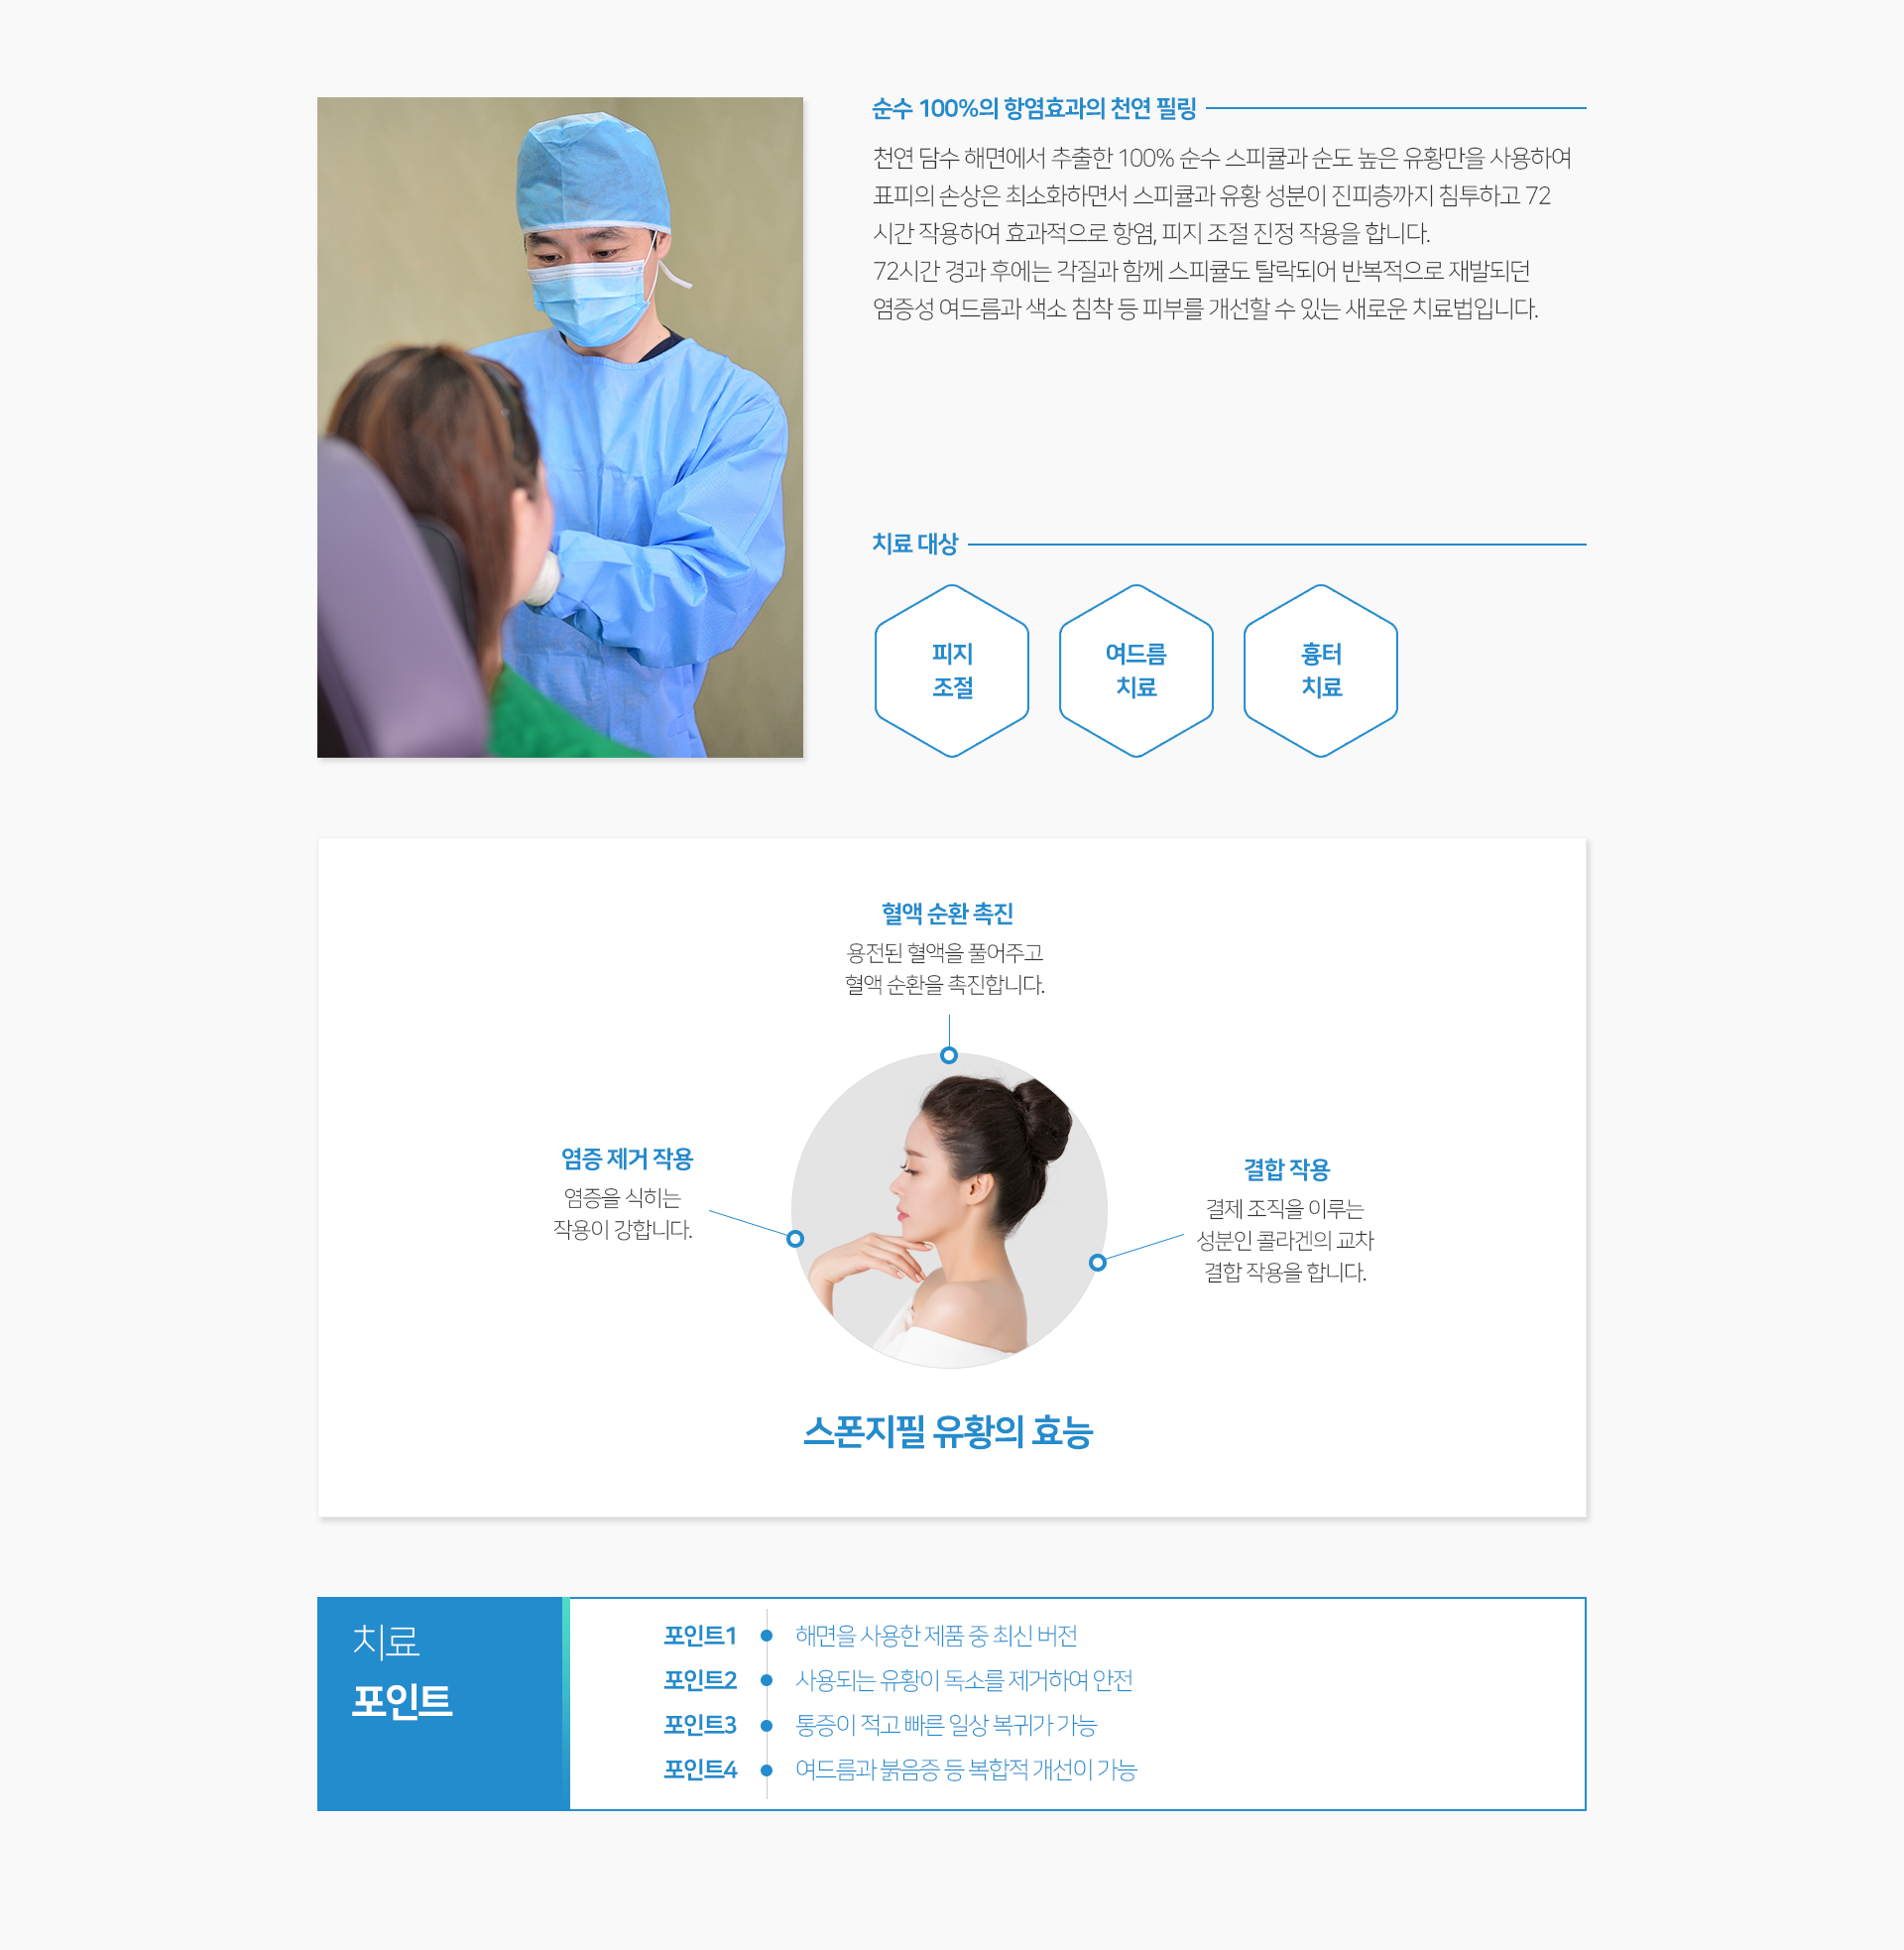 순수 100%의 항염효과의 천연 필링
천연 담수 해면에서 추출한 100% 순수 스피큘과 순도 높은 유황만을 사용하여
표피의 손상은 최소화하면서 스피큘과 유황 성분이 진피층까지 침투하고 72
시간 작용하여 효과적으로 항염, 피지 조절 진정 작용을 합니다.
72시간 경과 후에는 각질과 함께 스피큘도 탈락되어 반복적으로 재발되던
염증성 여드름과 색소 침착 등 피부를 개선할 수 있는 새로운 치료법입니다.
치료 대상
피지
조절
여드름
치료
흉터
치료
혈액 순환 촉진
용전된 혈액을 풀어주고
혈액 순환을 촉진합니다.
염증 제거 작용
염증을 식히는
작용이 강합니다.
결합 작용
결제 조직을 이루는
성분인 콜라겐의 교차
결합 작용을 합니다.
스폰지필 유황의 효능
치료
포인트
포인트1 해면을 사용한 제품 중 최신 버전
포인트2 사용되는 유황이 독소를 제거하여 안전
포인트3 통증이 적고 빠른 일상 복귀가 가능
포인트4 여드름과 붉음증 등 복합적 개선이 가능